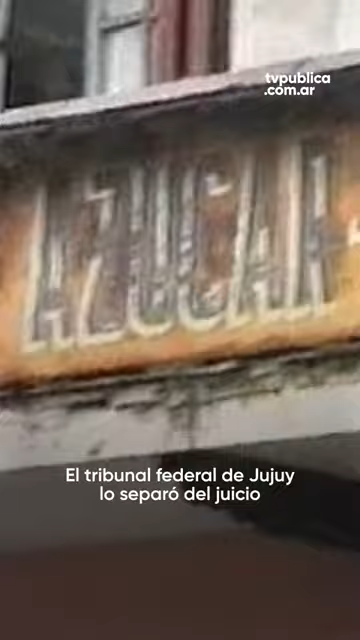 tvpublica
.com.ar
AZUCAR
El tribunal federal de Jujuy
lo separó del juicio